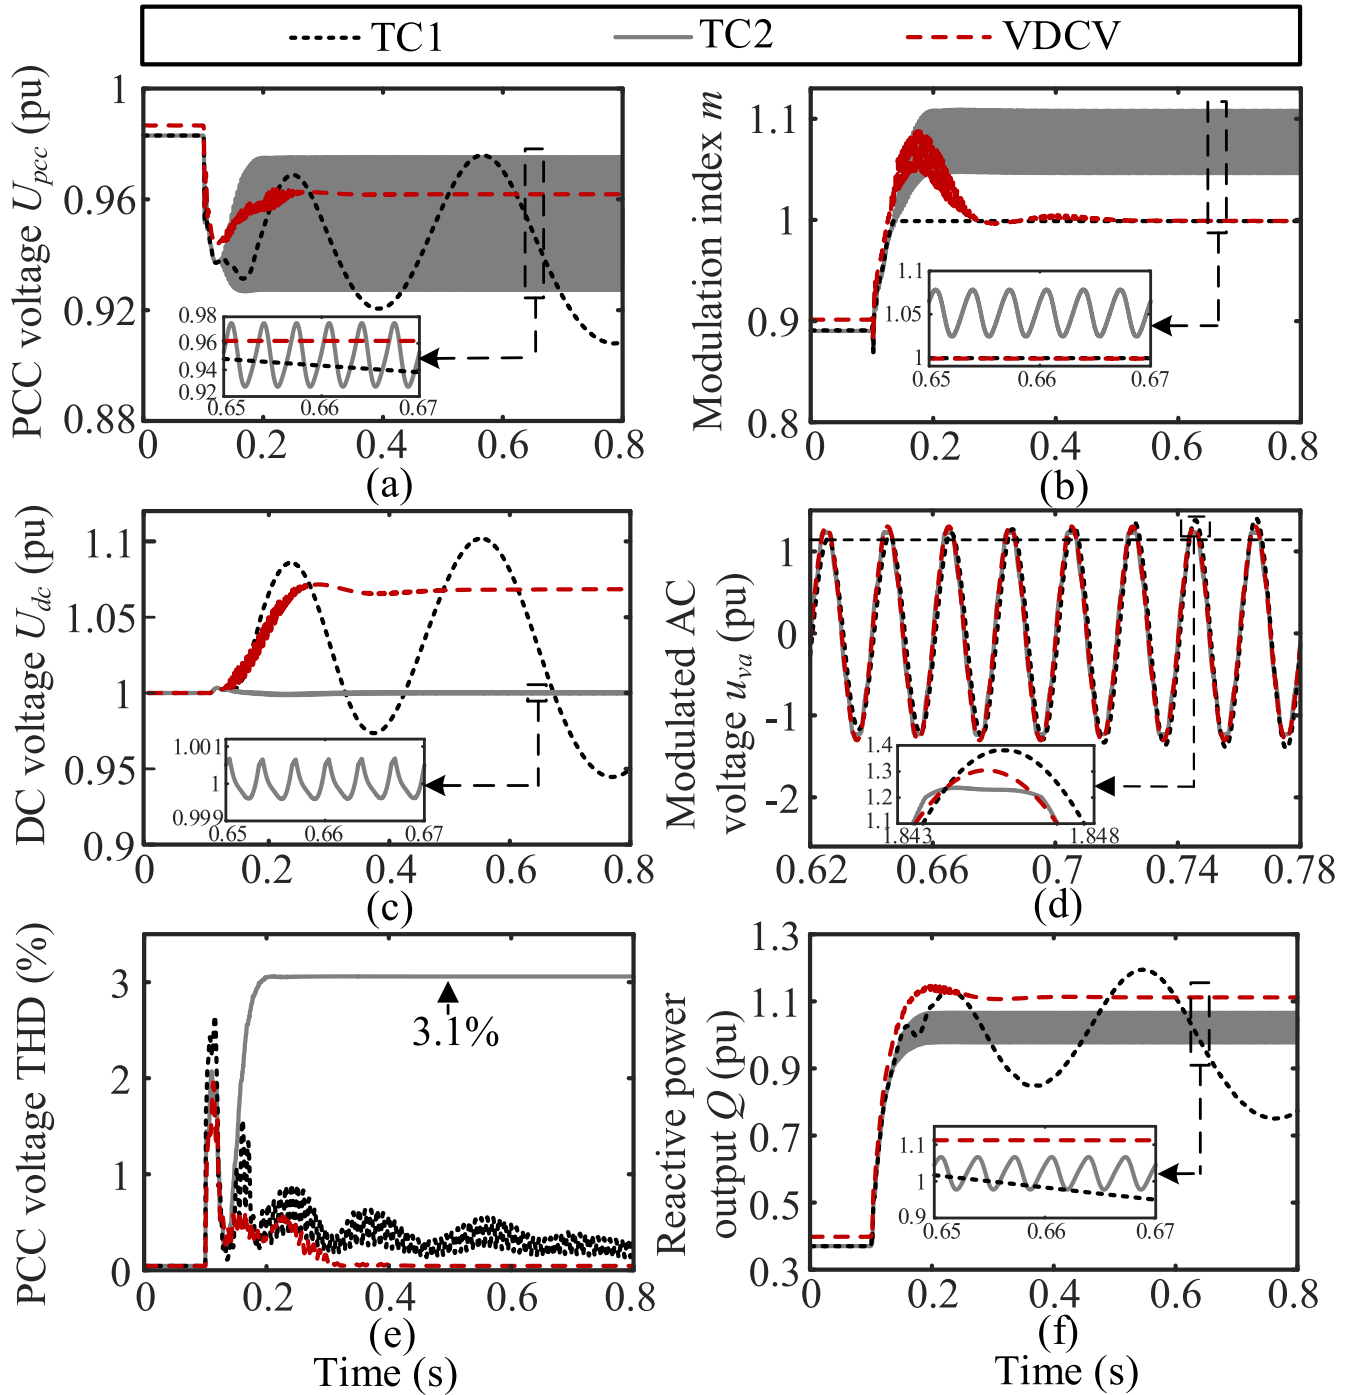 TC1 TC2 VDCV
PCC voltage Upcc (pu)
1
0.96
0.92
0.88
0 0.2 0.4 0.6 0.8
0.98
0.96
0.94
0.92
0.65 0.66 0.67
(a)
Modulation index m
1.1
1
0.9
0.8
0 0.2 0.4 0.6 0.8
1.1
1.05
1
0.65 0.66 0.67
(b)
DC voltage Udc (pu)
1.1
1.05
1
0.95
0.9
0 0.2 0.4 0.6 0.8
1.001
1
0.999
0.65 0.66 0.67
(c)
Modulated AC
voltage uva (pu)
1
0
-1
-2
0.62 0.66 0.7 0.74 0.78
1.4
1.3
1.2
1.1
1.843 1.848
(d)
PCC voltage THD (%)
3
2
1
0
0 0.2 0.4 0.6 0.8
3.1%
(e)
Time (s)
Reactive power
output Q (pu)
1.3
1.1
0.9
0.7
0.5
0.3
0 0.2 0.4 0.6 0.8
1.1
1
0.9
0.65 0.66 0.67
(f)
Time (s)